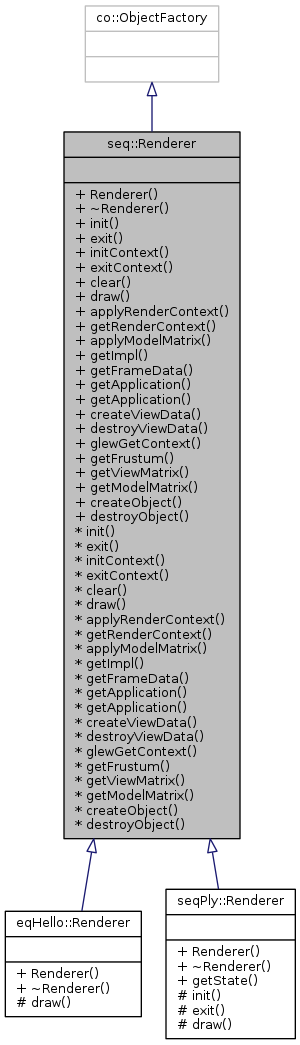 co::ObjectFactory
seq::Renderer
+ Renderer()
+ ~Renderer()
+ init()
+ exit()
+ initContext()
+ exitContext()
+ clear()
+ draw()
+ applyRenderContext()
+ getRenderContext()
+ applyModelMatrix()
+ getImpl()
+ getFrameData()
+ getApplication()
+ getApplication()
+ createViewData()
+ destroyViewData()
+ glewGetContext()
+ getFrustum()
+ getViewMatrix()
+ getModelMatrix()
+ createObject()
+ destroyObject()
* init()
* exit()
* initContext()
* exitContext()
* clear()
* draw()
* applyRenderContext()
* getRenderContext()
* applyModelMatrix()
* getImpl()
* getFrameData()
* getApplication()
* getApplication()
* createViewData()
* destroyViewData()
* glewGetContext()
* getFrustum()
* getViewMatrix()
* getModelMatrix()
* createObject()
* destroyObject()
eqHello::Renderer
+ Renderer()
+ ~Renderer()
# draw()
seqPly::Renderer
+ Renderer()
+ ~Renderer()
+ getState()
# init()
# exit()
# draw()